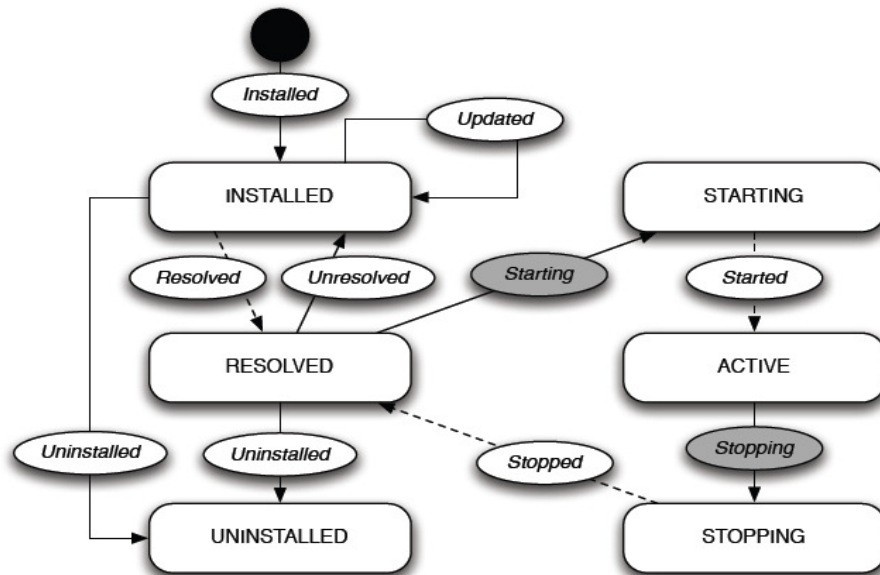 Installed
Updated
INSTALLED
STARTING
Resolved
Unresolved
Starting
Started
RESOLVED
ACTIVE
Uninstalled
Uninstalled
Stopped
Stopping
UNINSTALLED
STOPPING